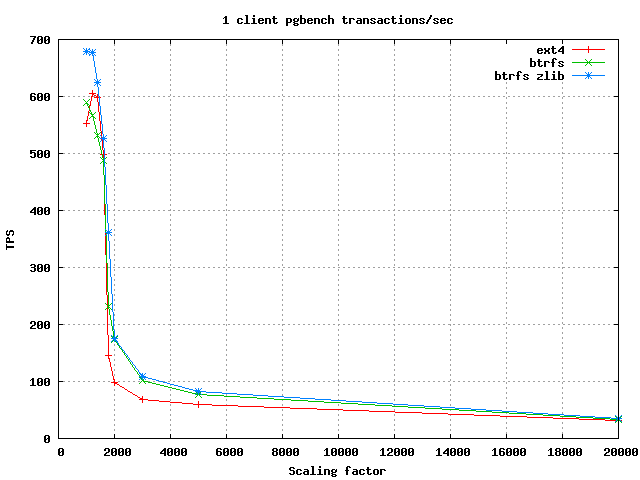 1 client pgbench transactions/sec
700
600
500
400
300
200
100
0
TPS
ext4
btrfs
btrfs zlib
0 2000 4000 6000 8000 10000 12000 14000 16000 18000 20000
Scaling factor